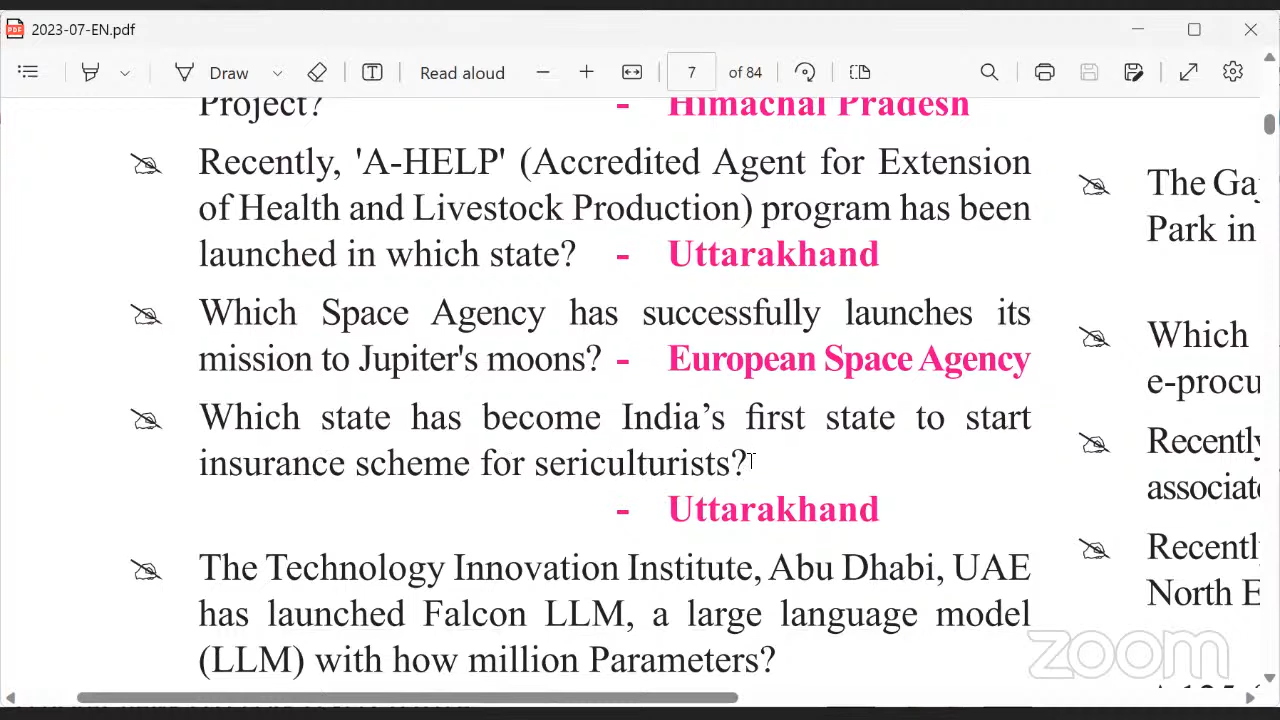 2023-07-EN.pdf
Draw
Read aloud
7
of 84
Project? - Himachal Pradesh
Recently, 'A-HELP' (Accredited Agent for Extension
of Health and Livestock Production) program has been
launched in which state? - Uttarakhand
Which Space Agency has successfully launches its
mission to Jupiter's moons? - European Space Agency
Which state has become India's first state to start
insurance scheme for sericulturists?
- Uttarakhand
The Technology Innovation Institute, Abu Dhabi, UAE
has launched Falcon LLM, a large language model
(LLM) with how million Parameters?
The Ga
Park in
Which
e-procu
Recently
associat
Recentl
North E
zoom